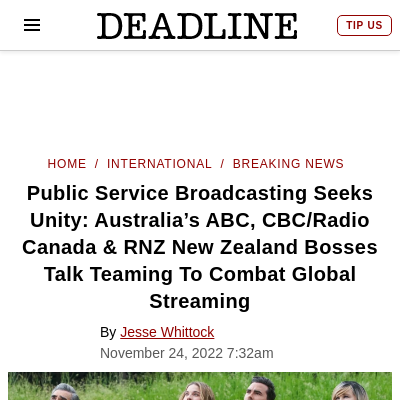 DEADLINE
TIP US
HOME / INTERNATIONAL / BREAKING NEWS
Public Service Broadcasting Seeks
Unity: Australia’s ABC, CBC/Radio
Canada & RNZ New Zealand Bosses
Talk Teaming To Combat Global
Streaming
By Jesse Whittock
November 24, 2022 7:32am